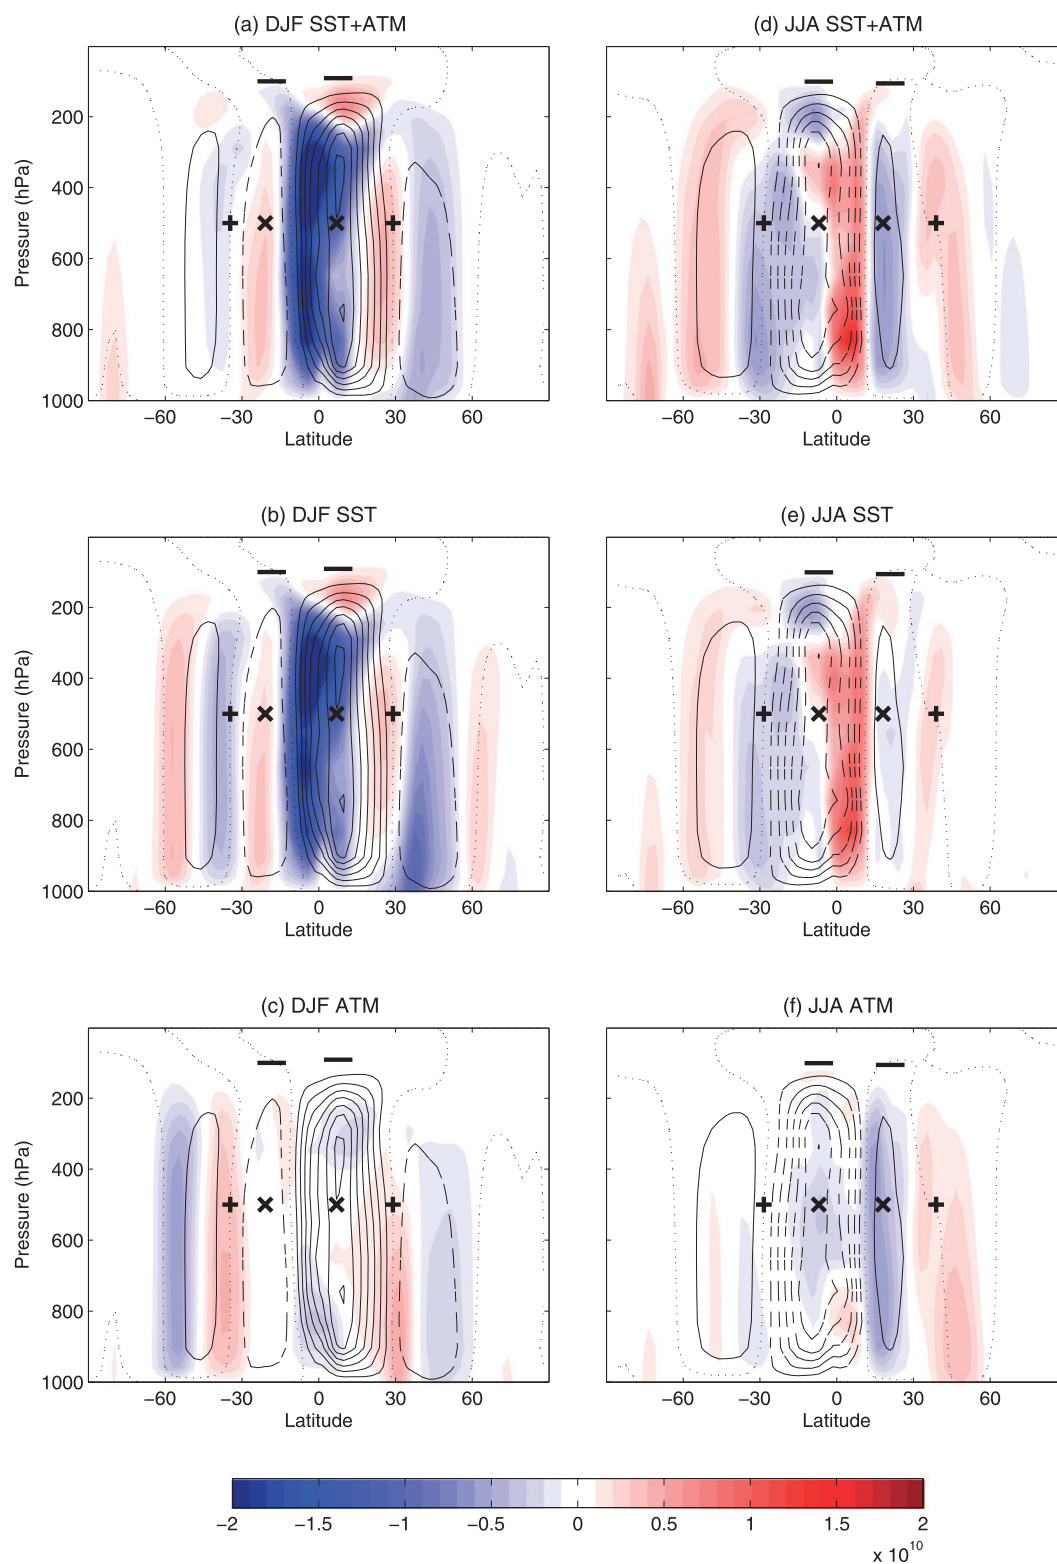 (a) DJF SST+ATM
200
400
600
800
1000
Pressure (hPa)
−60 −30 0 30 60
Latitude
(d) JJA SST+ATM
−60 −30 0 30 60
Latitude
(b) DJF SST
200
400
600
800
1000
Pressure (hPa)
−60 −30 0 30 60
Latitude
(e) JJA SST
−60 −30 0 30 60
Latitude
(c) DJF ATM
200
400
600
800
1000
Pressure (hPa)
−60 −30 0 30 60
Latitude
(f) JJA ATM
−60 −30 0 30 60
Latitude
−2 −1.5 −1 −0.5 0 0.5 1 1.5 2
x 10^10